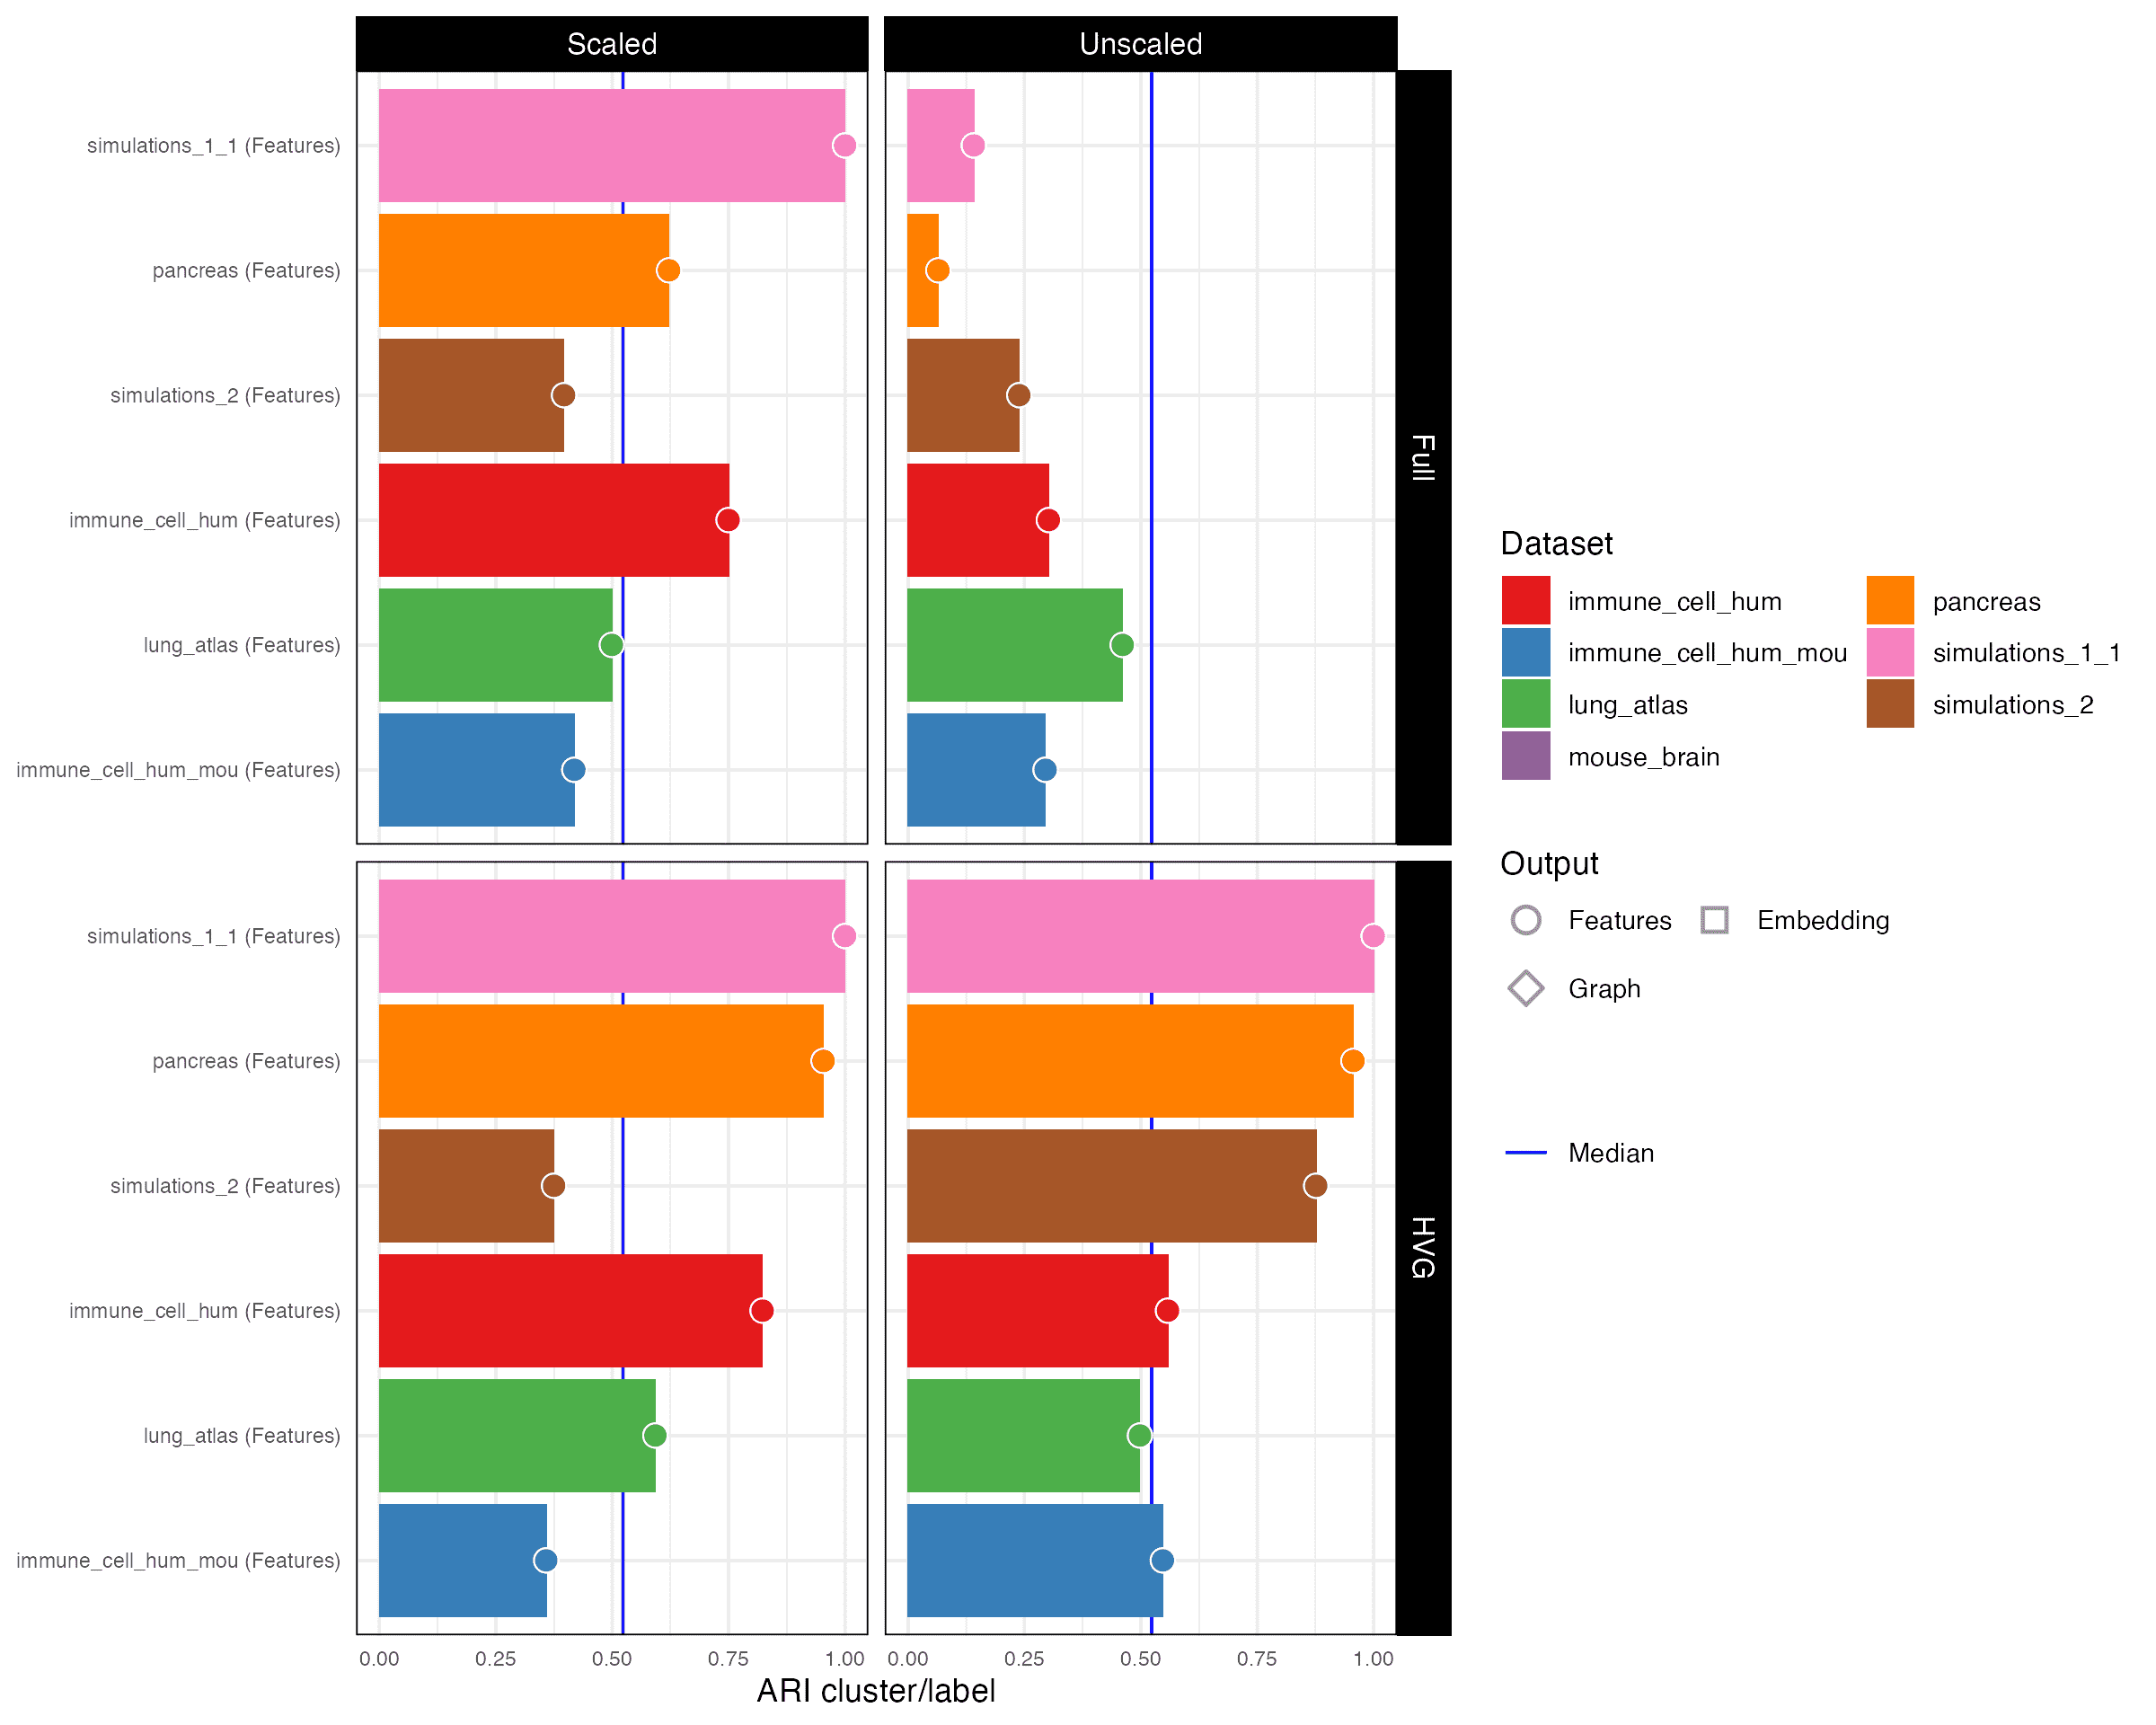 Scaled
Unscaled
simulations_1_1 (Features)
pancreas (Features)
simulations_2 (Features)
immune_cell_hum (Features)
lung_atlas (Features)
immune_cell_hum_mou (Features)
Full
simulations_1_1 (Features)
pancreas (Features)
simulations_2 (Features)
immune_cell_hum (Features)
lung_atlas (Features)
immune_cell_hum_mou (Features)
HVG
0.00 0.25 0.50 0.75 1.00
0.00 0.25 0.50 0.75 1.00
ARI cluster/label
Dataset
immune_cell_hum
immune_cell_hum_mou
lung_atlas
mouse_brain
pancreas
simulations_1_1
simulations_2
Output
Features
Embedding
Graph
Median